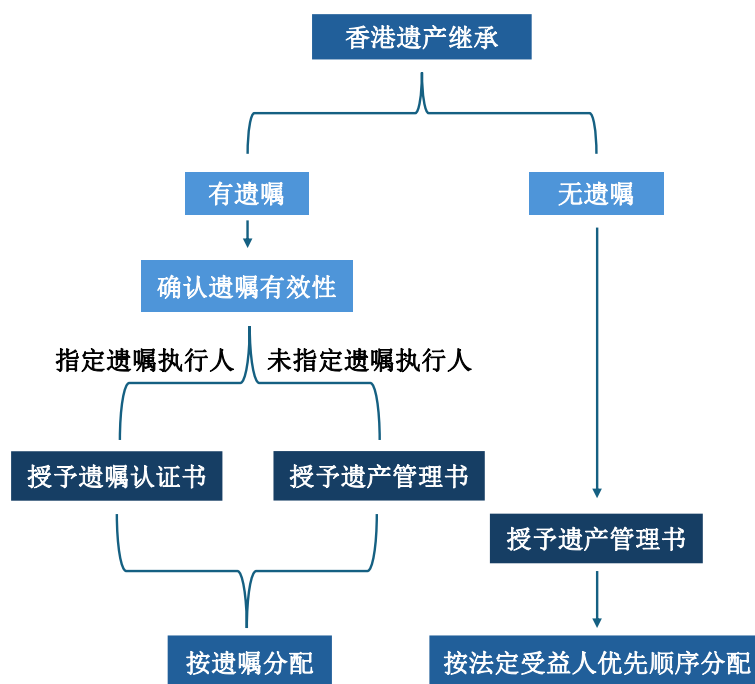 香港遗产继承
有遗嘱
无遗嘱
确认遗嘱有效性
指定遗嘱执行人
未指定遗嘱执行人
授予遗嘱认证书
授予遗产管理书
授予遗产管理书
按遗嘱分配
按法定受益人优先顺序分配